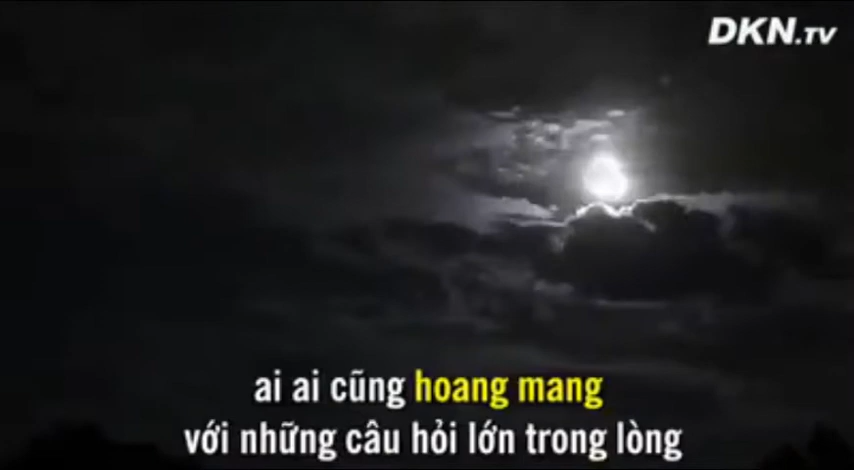 DKN.TV
ai ai cũng hoang mang
với những câu hỏi lớn trong lòng